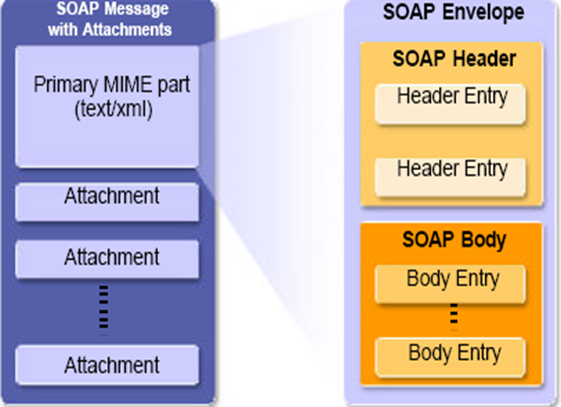 SOAP Message
with Attachments
Primary MIME part
(text/xml)
Attachment
Attachment
Attachment
SOAP Envelope
SOAP Header
Header Entry
Header Entry
SOAP Body
Body Entry
Body Entry